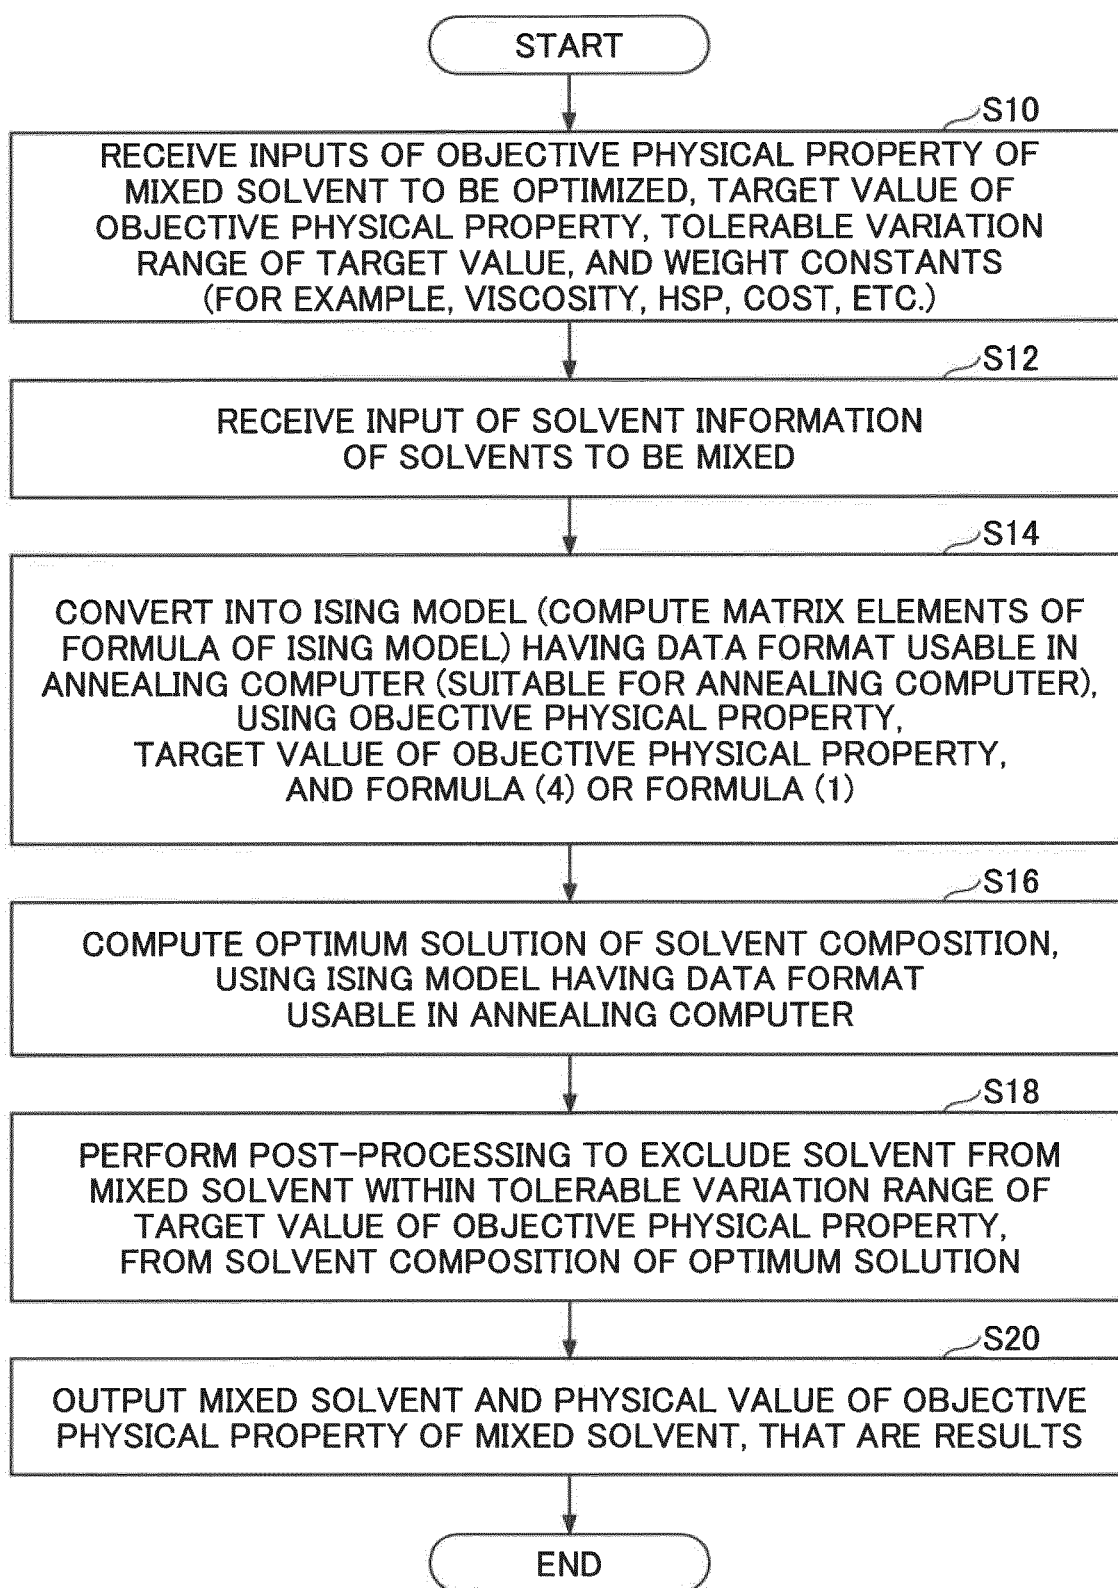 START
S10
RECEIVE INPUTS OF OBJECTIVE PHYSICAL PROPERTY OF
MIXED SOLVENT TO BE OPTIMIZED, TARGET VALUE OF
OBJECTIVE PHYSICAL PROPERTY, TOLERABLE VARIATION
RANGE OF TARGET VALUE, AND WEIGHT CONSTANTS
(FOR EXAMPLE, VISCOSITY, HSP, COST, ETC.)
S12
RECEIVE INPUT OF SOLVENT INFORMATION
OF SOLVENTS TO BE MIXED
S14
CONVERT INTO ISING MODEL (COMPUTE MATRIX ELEMENTS OF
FORMULA OF ISING MODEL) HAVING DATA FORMAT USABLE IN
ANNEALING COMPUTER (SUITABLE FOR ANNEALING COMPUTER),
USING OBJECTIVE PHYSICAL PROPERTY,
TARGET VALUE OF OBJECTIVE PHYSICAL PROPERTY,
AND FORMULA (4) OR FORMULA (1)
S16
COMPUTE OPTIMUM SOLUTION OF SOLVENT COMPOSITION,
USING ISING MODEL HAVING DATA FORMAT
USABLE IN ANNEALING COMPUTER
S18
PERFORM POST-PROCESSING TO EXCLUDE SOLVENT FROM
MIXED SOLVENT WITHIN TOLERABLE VARIATION RANGE OF
TARGET VALUE OF OBJECTIVE PHYSICAL PROPERTY,
FROM SOLVENT COMPOSITION OF OPTIMUM SOLUTION
S20
OUTPUT MIXED SOLVENT AND PHYSICAL VALUE OF OBJECTIVE
PHYSICAL PROPERTY OF MIXED SOLVENT, THAT ARE RESULTS
END